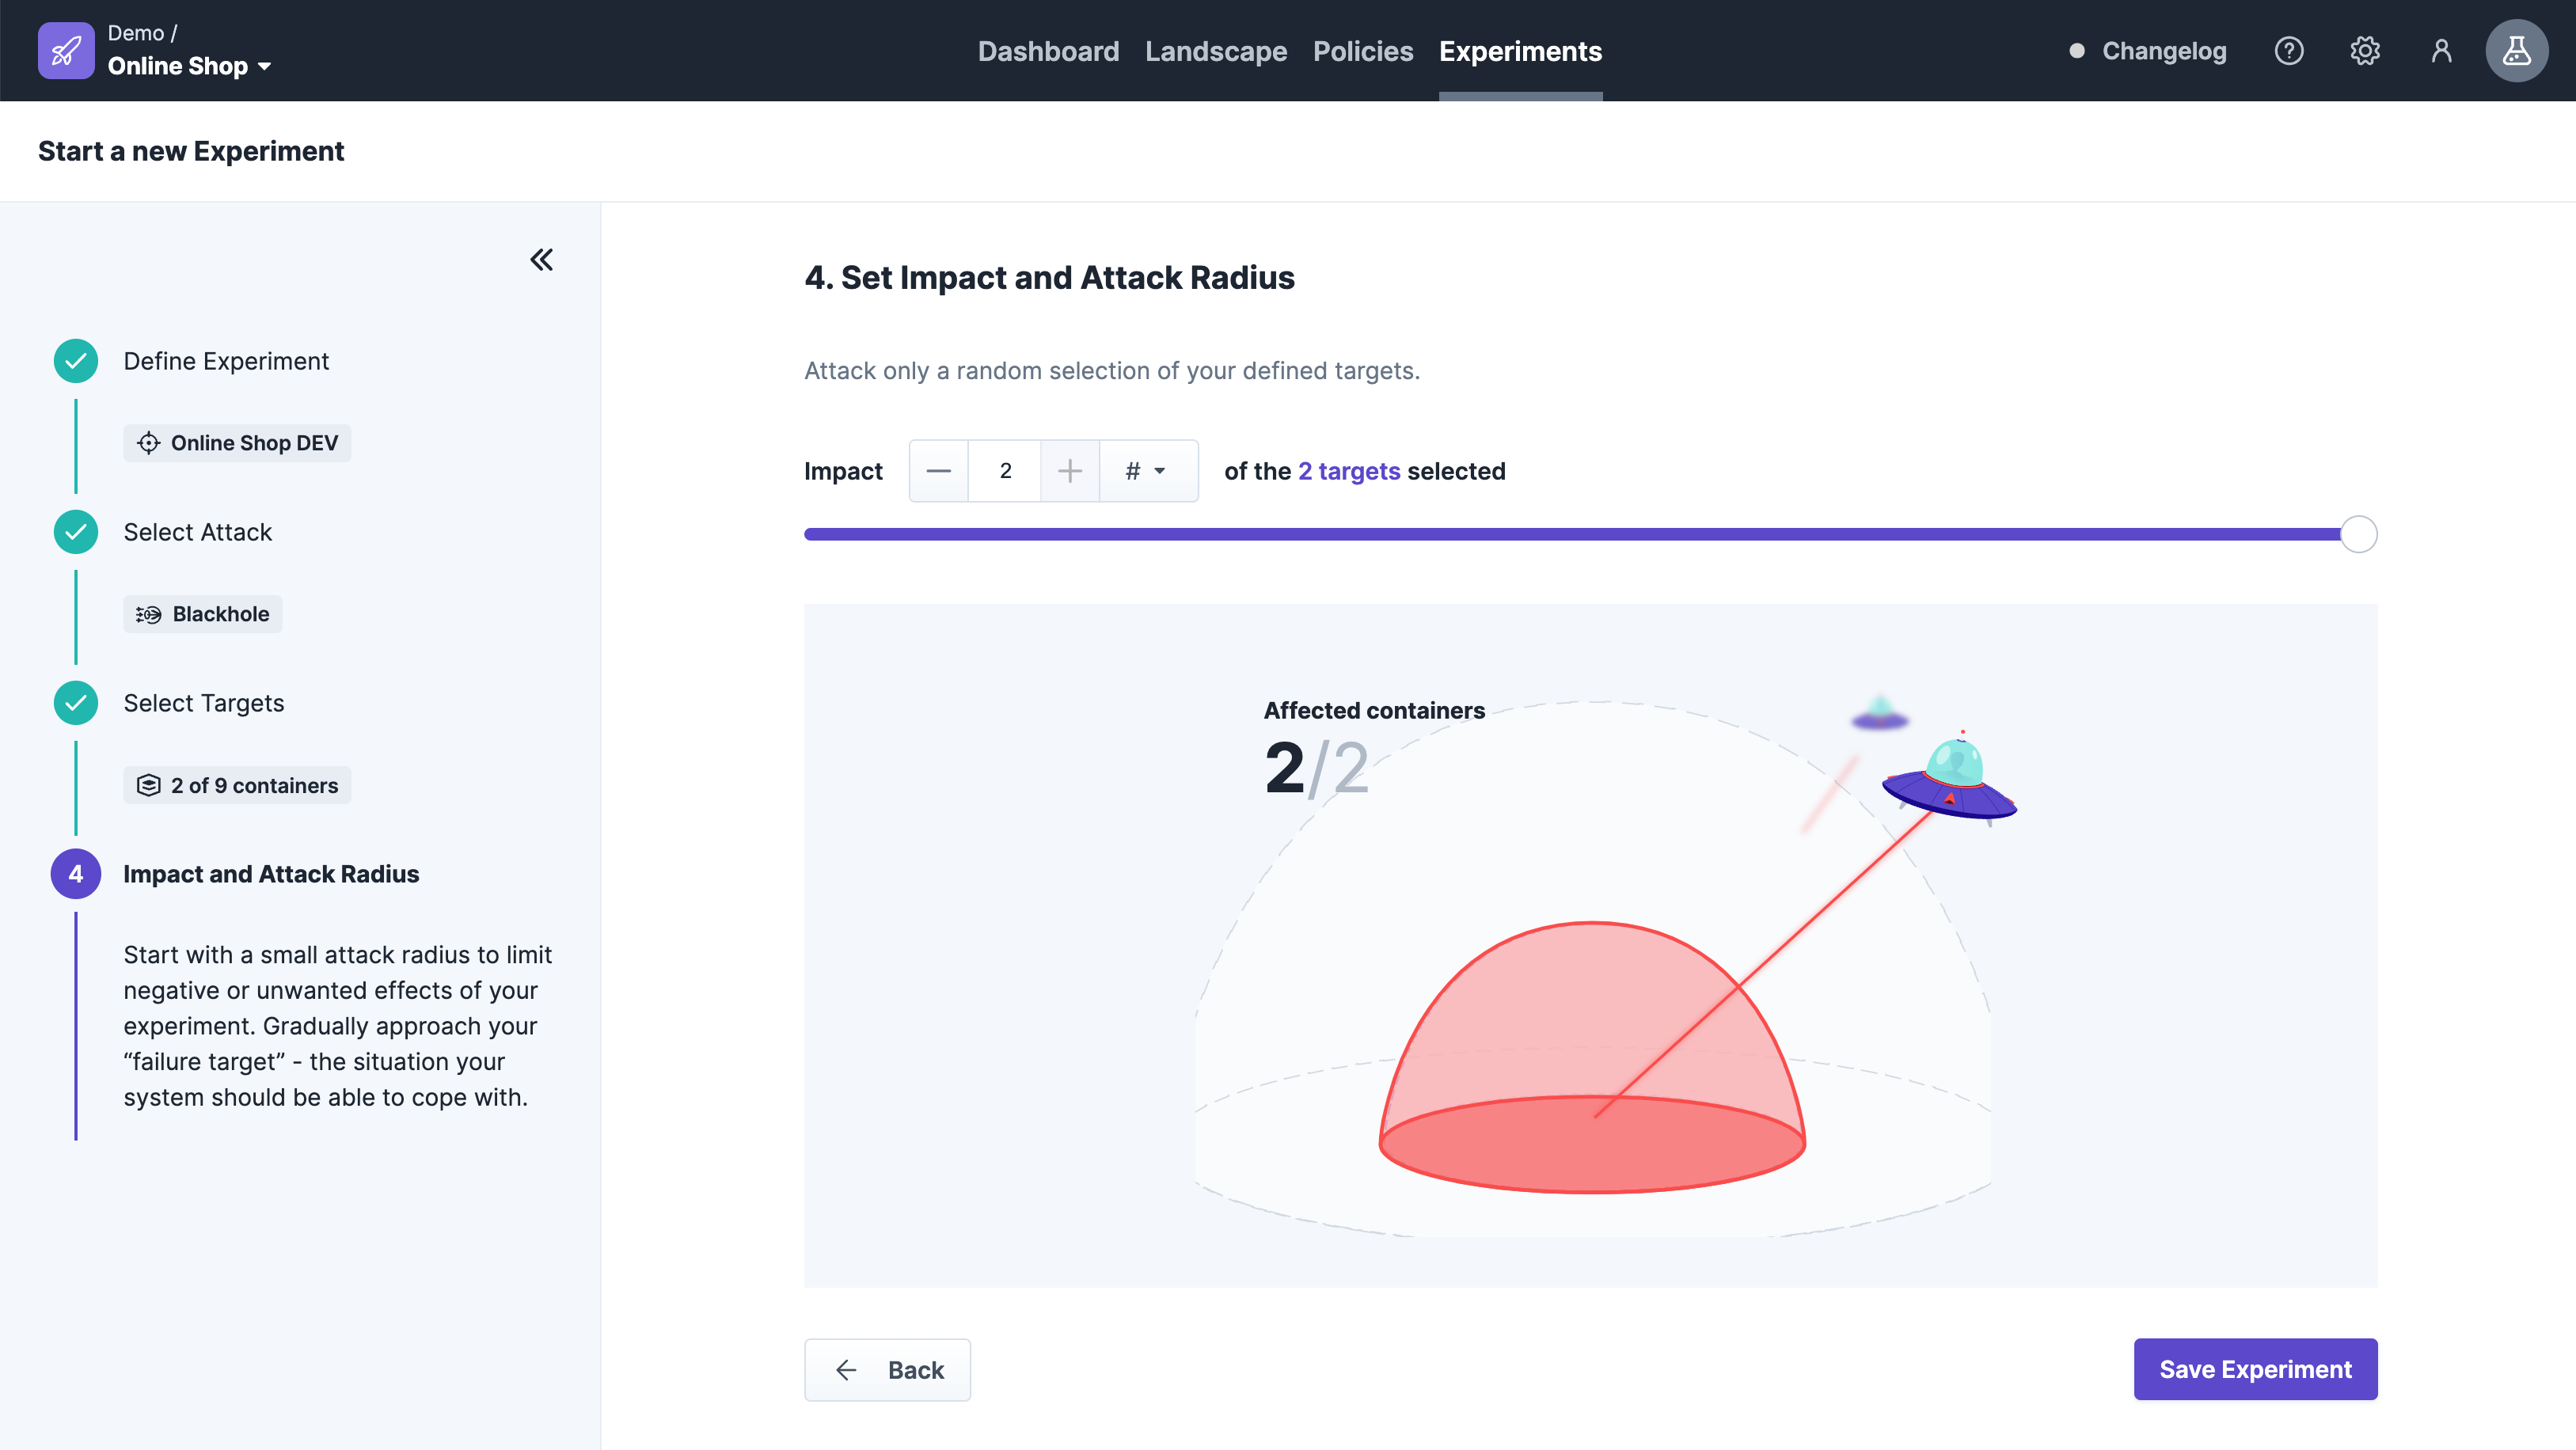 Demo /
Online Shop
Dashboard Landscape Policies Experiments
Changelog
Start a new Experiment
Define Experiment
Online Shop DEV
Select Attack
Blackhole
Select Targets
2 of 9 containers
4 Impact and Attack Radius
Start with a small attack radius to limit
negative or unwanted effects of your
experiment. Gradually approach your
“failure target” - the situation your
system should be able to cope with.
4. Set Impact and Attack Radius
Attack only a random selection of your defined targets.
Impact — 2 + # of the 2 targets selected
Affected containers
2/2
Back
Save Experiment